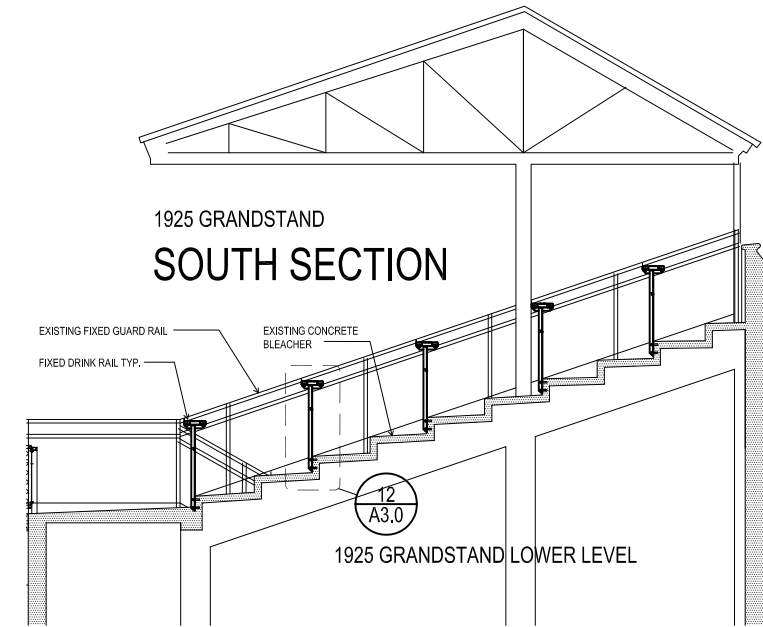 1925 GRANDSTAND
SOUTH SECTION
EXISTING FIXED GUARD RAIL
EXISTING CONCRETE
BLEACHER
FIXED DRINK RAIL TYP.
12
A3.0
1925 GRANDSTAND LOWER LEVEL